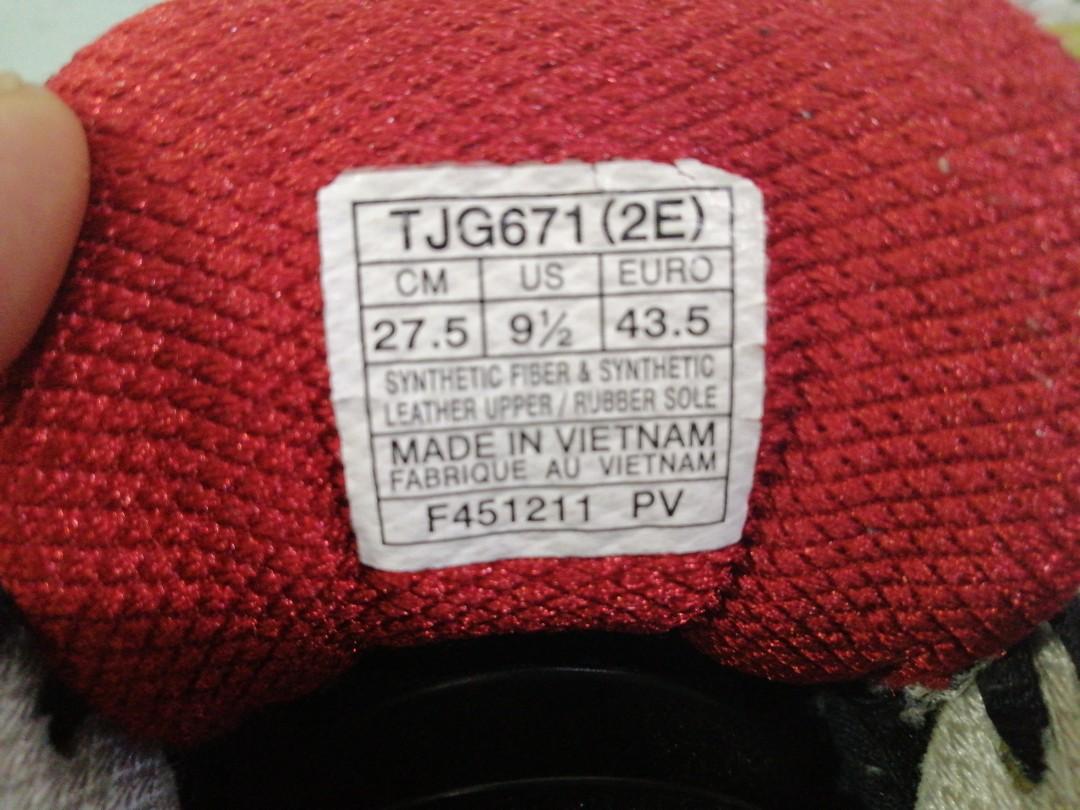 TJG671(2E)
CM US EURO
27.5 9½ 43.5
SYNTHETIC FIBER & SYNTHETIC
LEATHER UPPER / RUBBER SOLE
MADE IN VIETNAM
FABRIQUE AU VIETNAM
F451211 PV